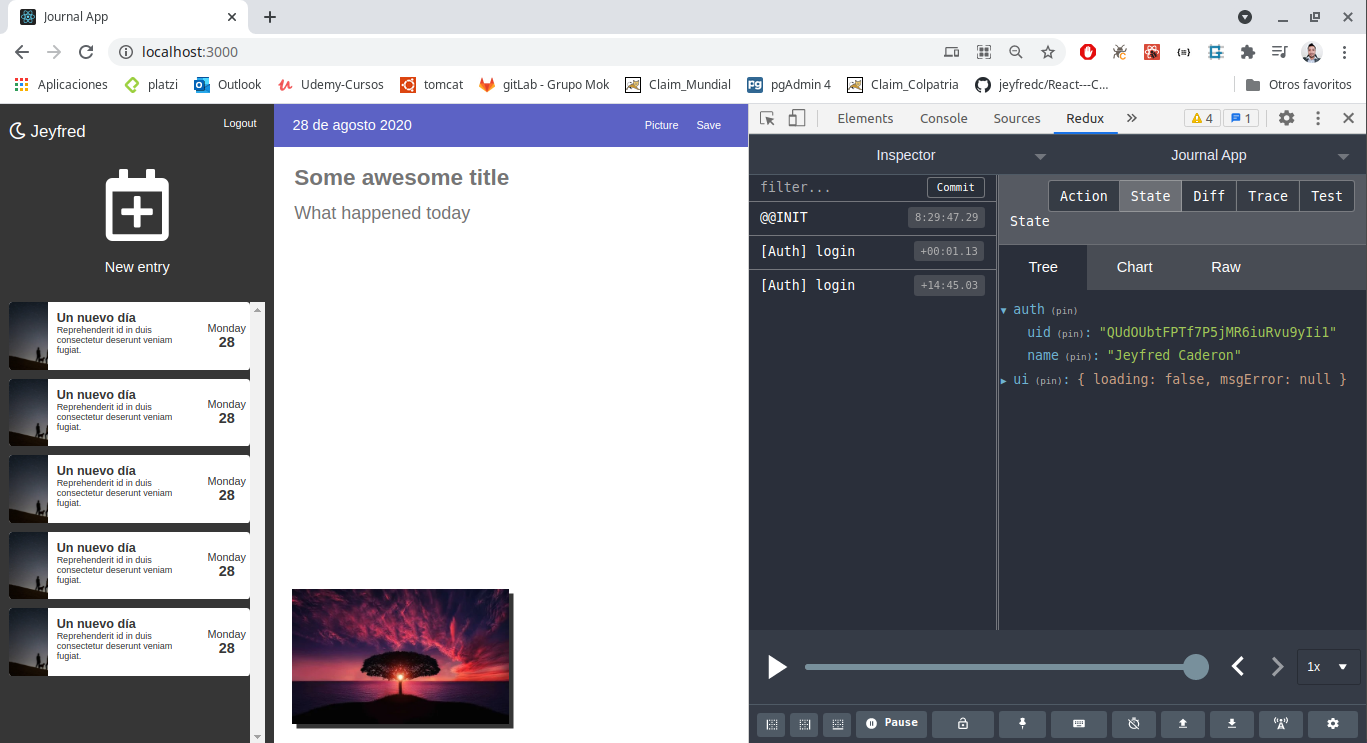 Journal App
localhost:3000
Aplicaciones platzi Outlook Udemy-Cursos tomcat gitLab - Grupo Mok Claim_Mundial pgAdmin 4 Claim_Colpatria jeyfredc/React---C... Otros favoritos
Jeyfred
Logout
New entry
Un nuevo día
Reprehenderit id in duis
consectetur deserunt veniam
fugiat.
Monday
28
Un nuevo día
Reprehenderit id in duis
consectetur deserunt veniam
fugiat.
Monday
28
Un nuevo día
Reprehenderit id in duis
consectetur deserunt veniam
fugiat.
Monday
28
Un nuevo día
Reprehenderit id in duis
consectetur deserunt veniam
fugiat.
Monday
28
Un nuevo día
Reprehenderit id in duis
consectetur deserunt veniam
fugiat.
Monday
28
28 de agosto 2020 Picture Save
Some awesome title
What happened today
Elements Console Sources Redux 4 1
Inspector Journal App
filter... Commit
@@INIT 8:29:47.29
[Auth] login +00:01.13
[Auth] login +14:45.03
Action State Diff Trace Test
State
Tree Chart Raw
auth (pin)
uid (pin): "QUdOUbtFPTf7P5jMR6iuRvu9yIi1"
name (pin): "Jeyfred Caderon"
ui (pin): { loading: false, msgError: null }
1x
Pause